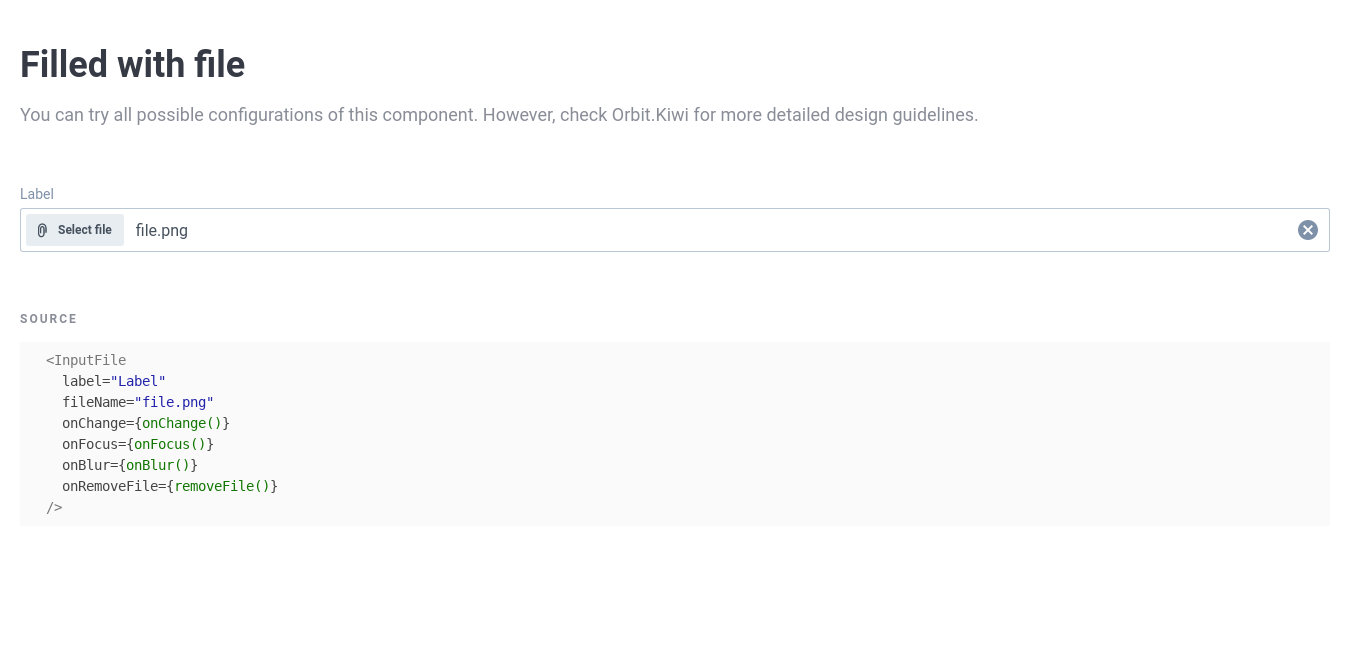 Filled with file
You can try all possible configurations of this component. However, check Orbit.Kiwi for more detailed design guidelines.
Label
Select file file.png
SOURCE
<InputFile
  label="Label"
  fileName="file.png"
  onChange={onChange()}
  onFocus={onFocus()}
  onBlur={onBlur()}
  onRemoveFile={removeFile()}
/>